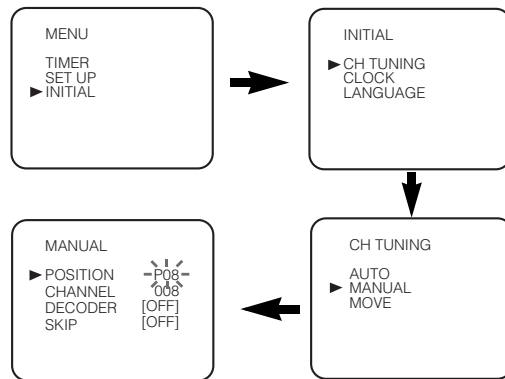 MENU
TIMER
SET UP
INITIAL
INITIAL
CH TUNING
CLOCK
LANGUAGE
CH TUNING
AUTO
MANUAL
MOVE
MANUAL
POSITION P08
CHANNEL 008
DECODER [OFF]
SKIP [OFF]